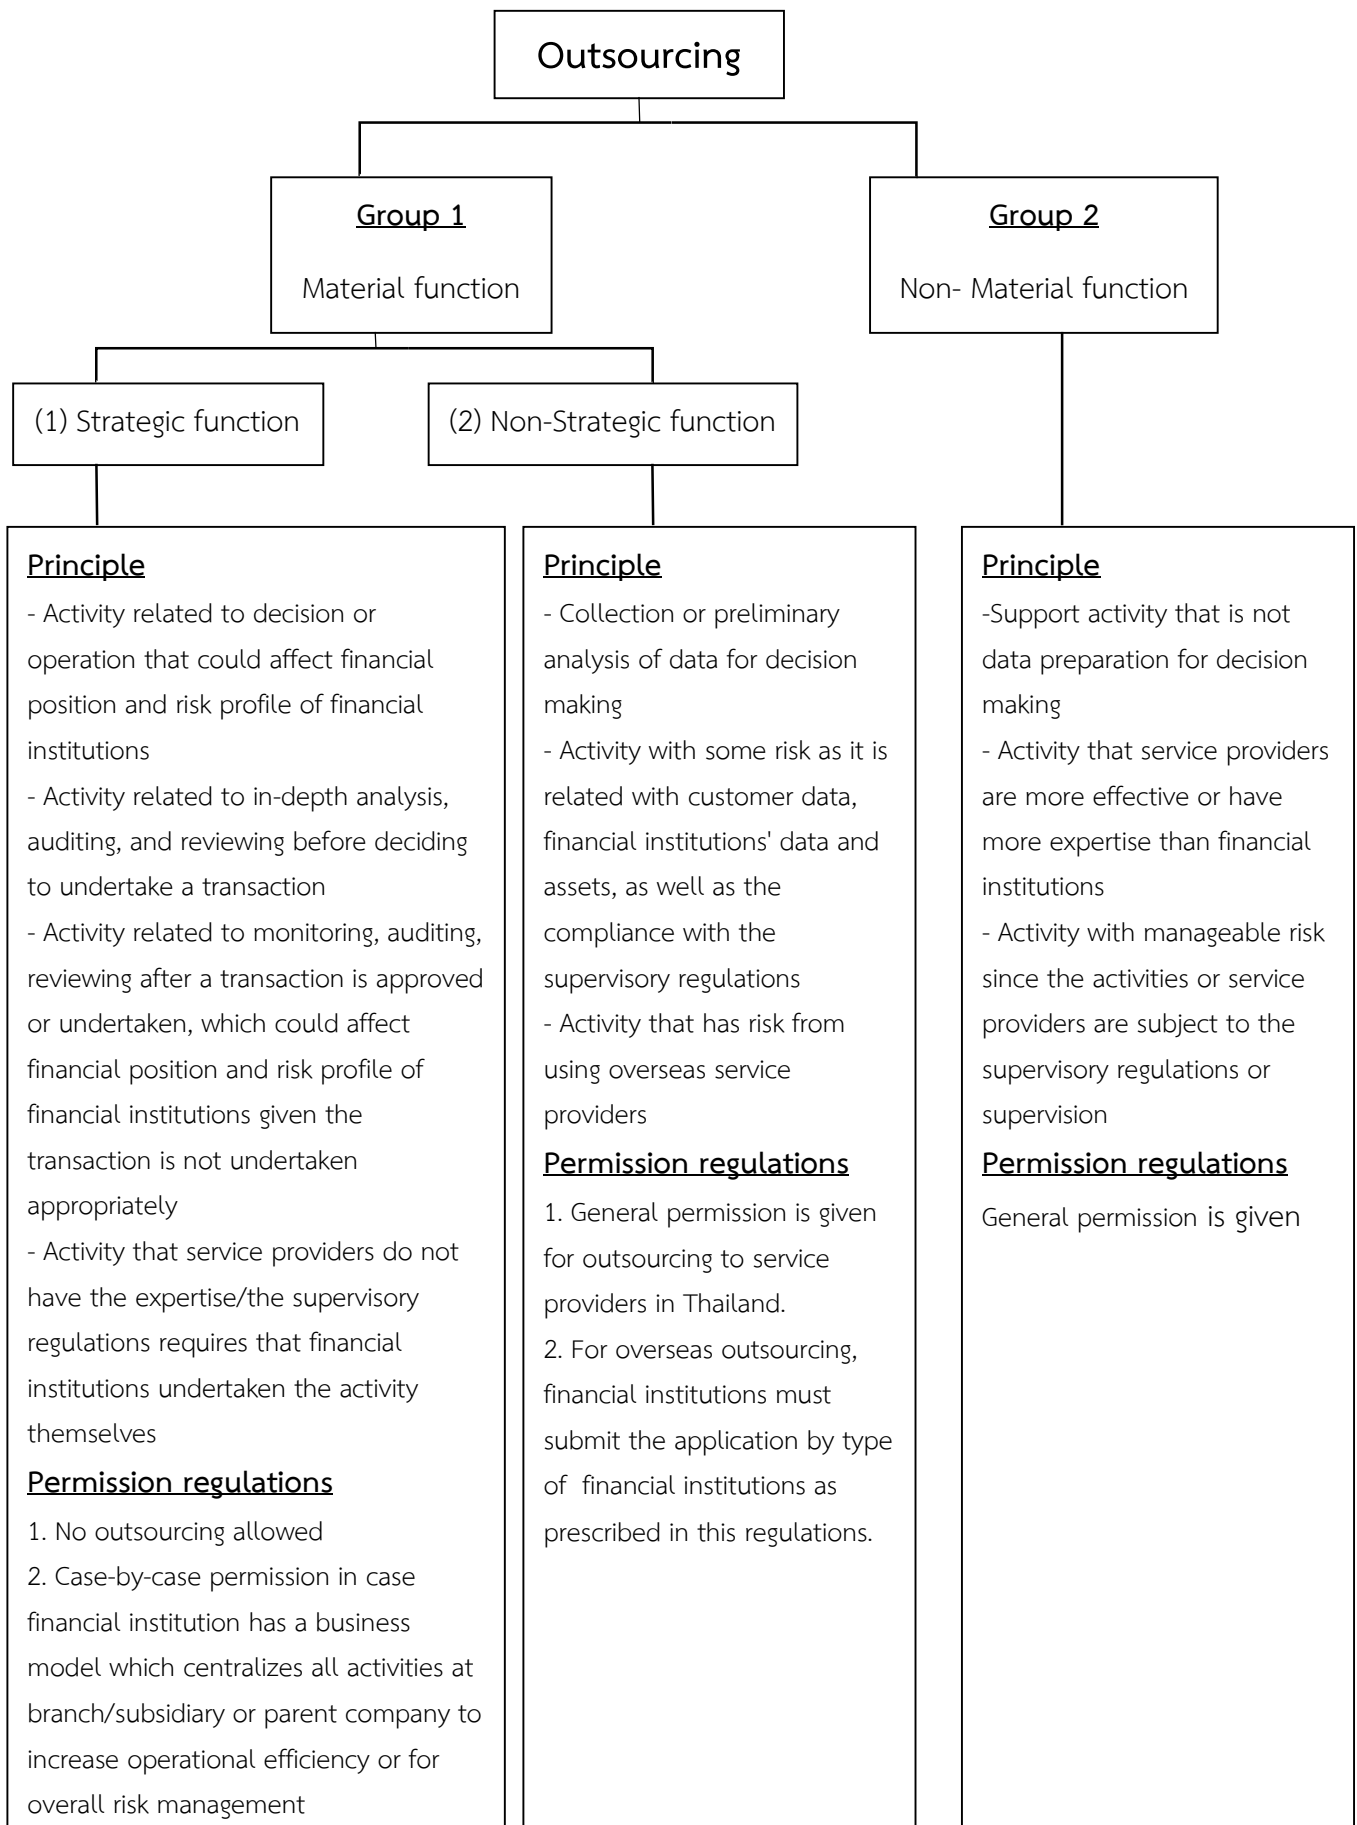 Outsourcing
Group 1
Material function
Group 2
Non- Material function
(1) Strategic function
(2) Non-Strategic function
Principle
- Activity related to decision or
operation that could affect financial
position and risk profile of financial
institutions
- Activity related to in-depth analysis,
auditing, and reviewing before deciding
to undertake a transaction
- Activity related to monitoring, auditing,
reviewing after a transaction is approved
or undertaken, which could affect
financial position and risk profile of
financial institutions given the
transaction is not undertaken
appropriately
- Activity that service providers do not
have the expertise/the supervisory
regulations requires that financial
institutions undertaken the activity
themselves
Permission regulations
1. No outsourcing allowed
2. Case-by-case permission in case
financial institution has a business
model which centralizes all activities at
branch/subsidiary or parent company to
increase operational efficiency or for
overall risk management
Principle
- Collection or preliminary
analysis of data for decision
making
- Activity with some risk as it is
related with customer data,
financial institutions' data and
assets, as well as the
compliance with the
supervisory regulations
- Activity that has risk from
using overseas service
providers
Permission regulations
1. General permission is given
for outsourcing to service
providers in Thailand.
2. For overseas outsourcing,
financial institutions must
submit the application by type
of financial institutions as
prescribed in this regulations.
Principle
-Support activity that is not
data preparation for decision
making
- Activity that service providers
are more effective or have
more expertise than financial
institutions
- Activity with manageable risk
since the activities or service
providers are subject to the
supervisory regulations or
supervision
Permission regulations
General permission is given